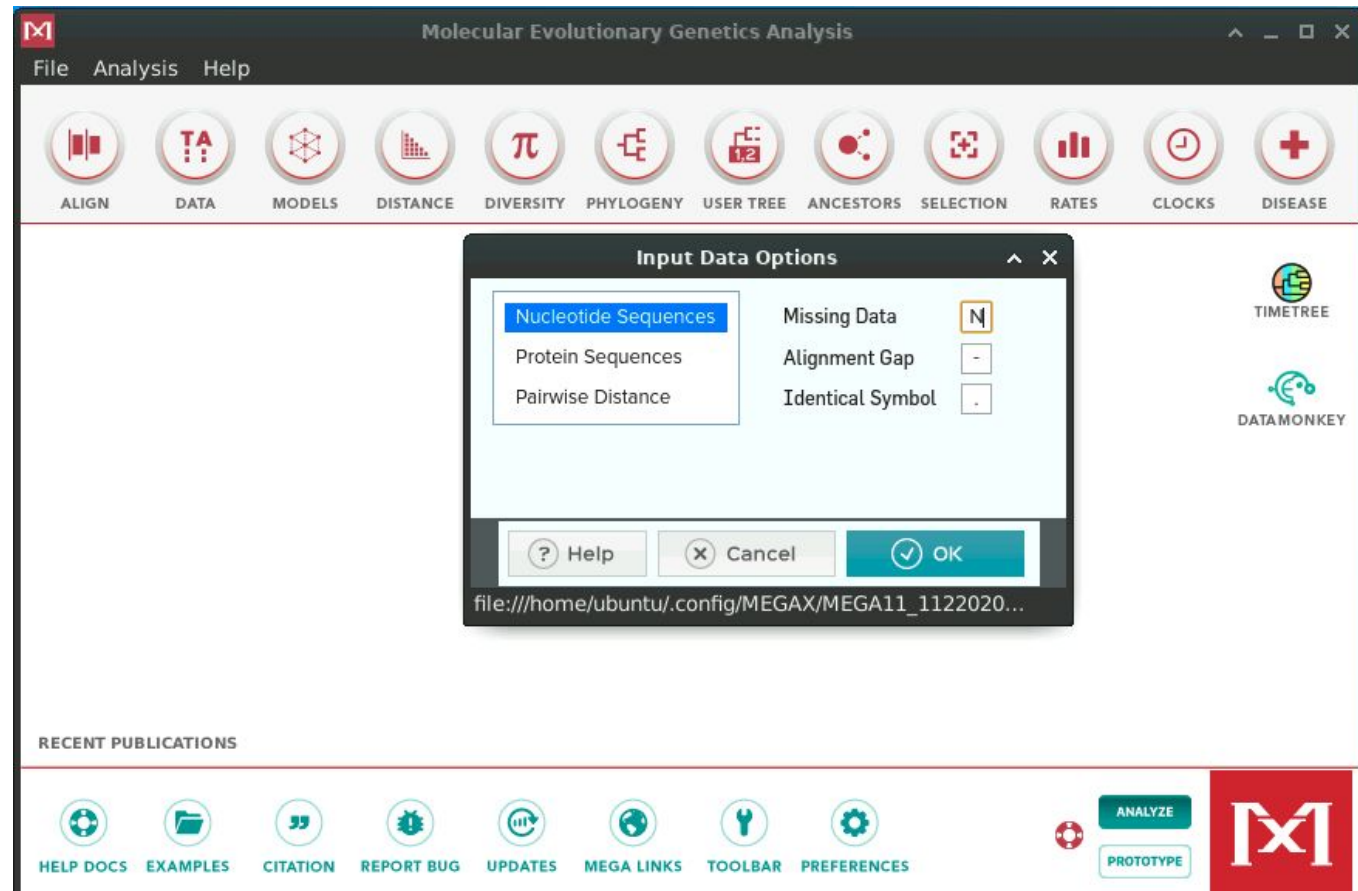 Molecular Evolutionary Genetics Analysis
File Analysis Help
TA
π
1,2
ALIGN DATA MODELS DISTANCE DIVERSITY PHYLOGENY USER TREE ANCESTORS SELECTION RATES CLOCKS DISEASE
Input Data Options
Nucleotide Sequences
Protein Sequences
Pairwise Distance
Missing Data N
Alignment Gap -
Identical Symbol .
? Help
Cancel
OK
file:///home/ubuntu/.config/MEGAX/MEGA11_1122020...
TIMETREE
DATAMONKEY
RECENT PUBLICATIONS
HELP DOCS EXAMPLES CITATION REPORT BUG UPDATES MEGA LINKS TOOLBAR PREFERENCES
ANALYZE
PROTOTYPE